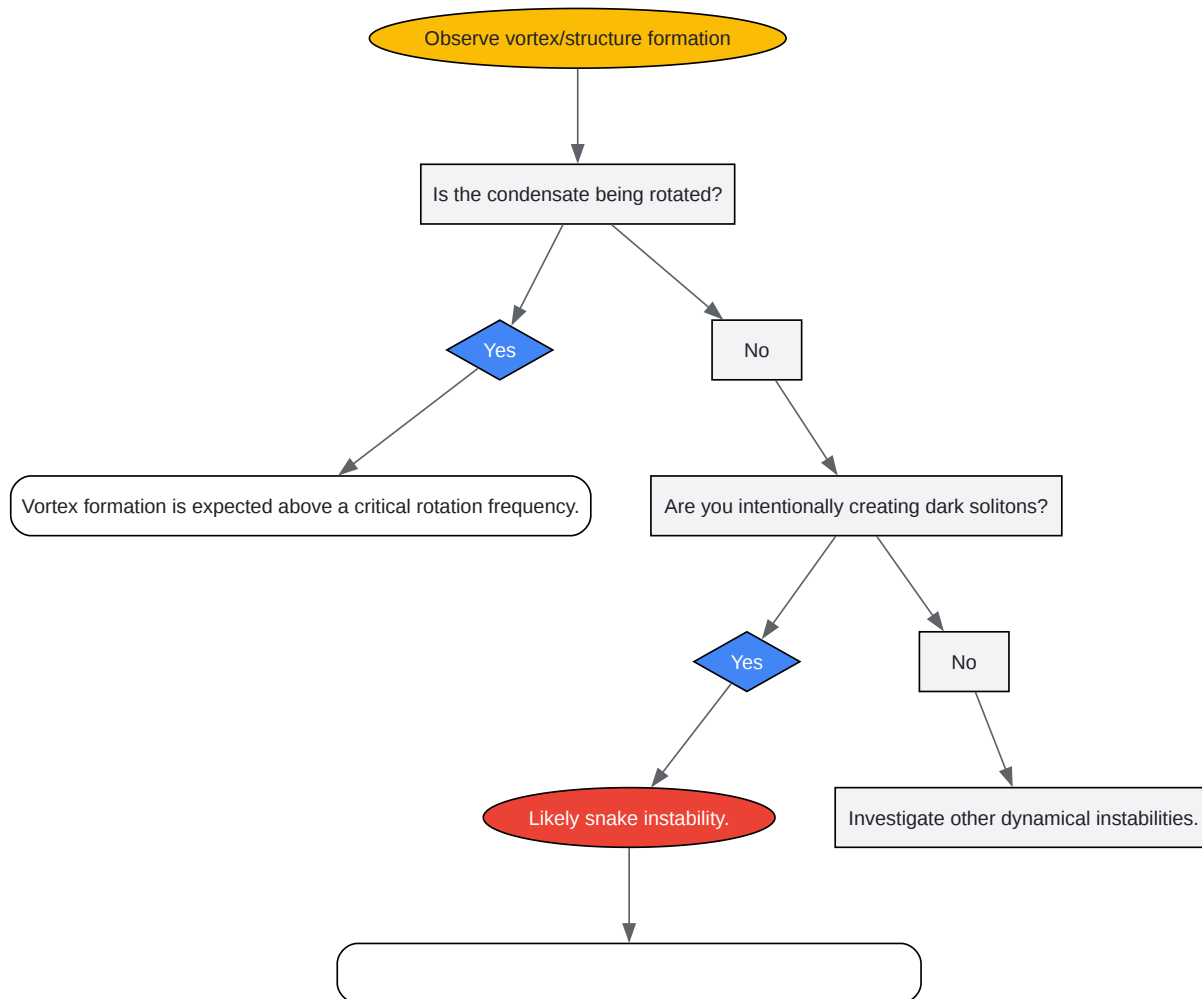 Observe vortex/structure formation
Is the condensate being rotated?
Yes
No
Vortex formation is expected above a critical rotation frequency.
Are you intentionally creating dark solitons?
Yes
No
Likely snake instability.
Investigate other dynamical instabilities.